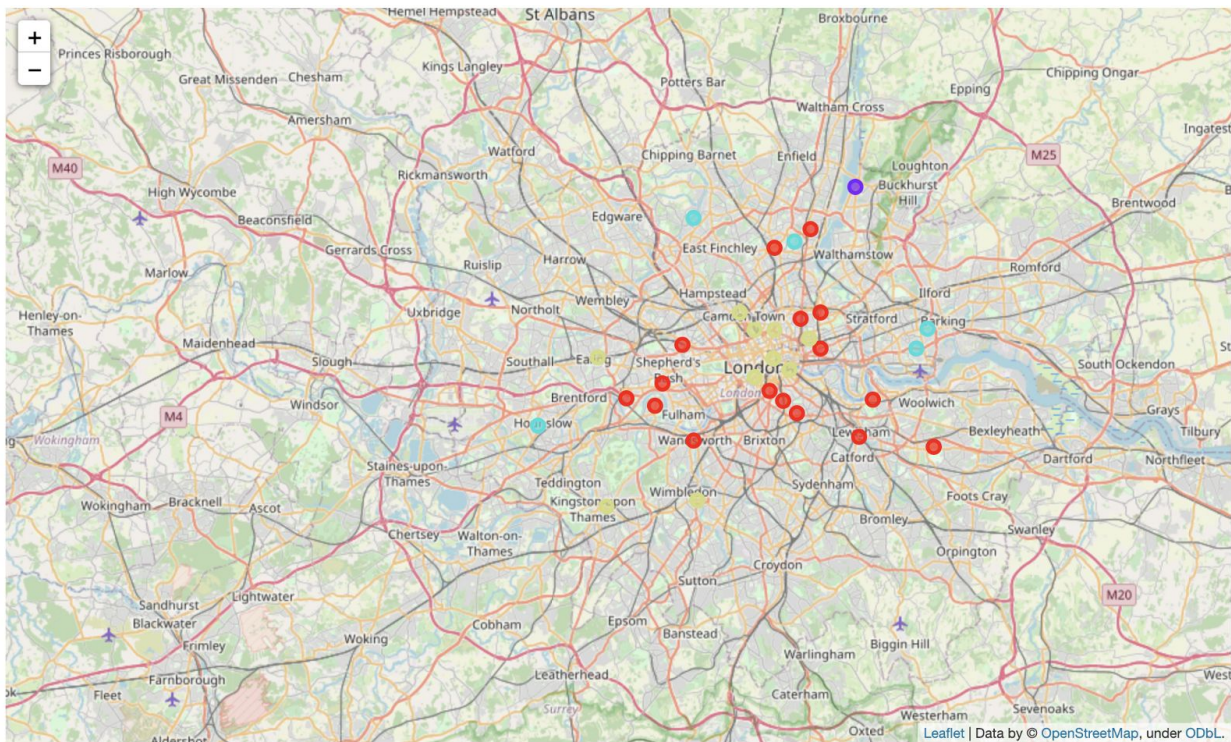 +
−
Hemel Hempstead
St Albans
Broxbourne
Princes Risborough
Kings Langley
Great Missenden
Chesham
Potters Bar
Chipping Ongar
Epping
Waltham Cross
Amersham
Watford
Chipping Barnet
Enfield
M25
Ingatest
M40
Loughton
Rickmansworth
High Wycombe
Buckhurst
Hill
Brentwood
Beaconsfield
Edgware
Gerrards Cross
East Finchley
Walthamstow
Ruislip
Harrow
Romford
Marlow
Hampstead
Ilford
Wembley
Uxbridge
Northolt
Henley-on-
Thames
Camden Town
Stratford
Barking
Maidenhead
Slough
Southall
Ealing
Shepherd's
Bush
London
South Ockendon
St
Windsor
Brentford
Woolwich
London
M4
Fulham
Grays
Hounslow
Bexleyheath
Tilbury
Wokingham
Wandsworth
Brixton
Lewisham
Catford
Dartford
Northfleet
Staines-upon-
Thames
Teddington
Sydenham
Wokingham
Bracknell
Ascot
Kingston upon
Thames
Wimbledon
Foots Cray
Chertsey
Walton-on-
Thames
Bromley
Swanley
Orpington
Croydon
Sutton
M20
Sandhurst
Blackwater
Lightwater
Cobham
Epsom
Banstead
Biggin Hill
Frimley
Woking
Warlingham
Farnborough
Leatherhead
Fleet
Caterham
Surrey
Westerham
Sevenoaks
Oxted
Aldershot
Leaflet | Data by © OpenStreetMap, under ODbL.